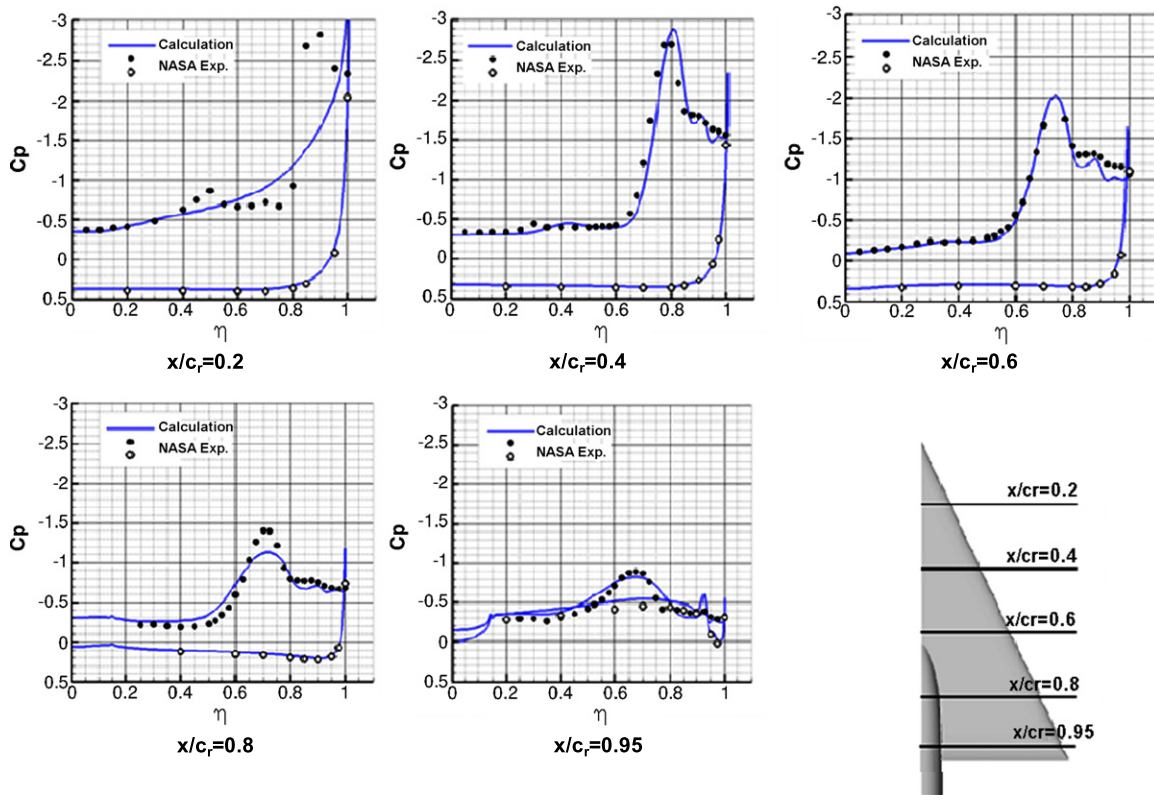 -3
-2.5
-2
-1.5
-1
-0.5
0
0.5
Cp
Calculation
NASA Exp.
0 0.2 0.4 0.6 0.8 1
η
x/cr=0.2
-3
-2.5
-2
-1.5
-1
-0.5
0
0.5
Cp
Calculation
NASA Exp.
0 0.2 0.4 0.6 0.8 1
η
x/cr=0.4
-3
-2.5
-2
-1.5
-1
-0.5
0
0.5
Cp
Calculation
NASA Exp.
0 0.2 0.4 0.6 0.8 1
η
x/cr=0.6
-3
-2.5
-2
-1.5
-1
-0.5
0
0.5
Cp
Calculation
NASA Exp.
0 0.2 0.4 0.6 0.8 1
η
x/cr=0.8
-3
-2.5
-2
-1.5
-1
-0.5
0
0.5
Cp
Calculation
NASA Exp.
0 0.2 0.4 0.6 0.8 1
η
x/cr=0.95
x/cr=0.2
x/cr=0.4
x/cr=0.6
x/cr=0.8
x/cr=0.95